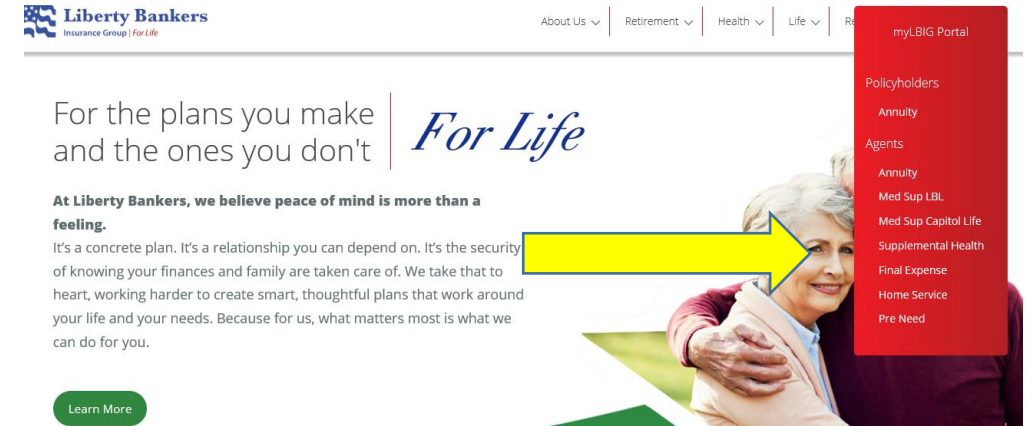 Liberty Bankers
Insurance Group | For Life
About Us
Retirement
Health
Life
myLBIG Portal
Policyholders
Annuity
Agents
Annuity
Med Sup LBL
Med Sup Capitol Life
Supplemental Health
Final Expense
Home Service
Pre Need
For the plans you make
and the ones you don't
For Life
At Liberty Bankers, we believe peace of mind is more than a
feeling.
It's a concrete plan. It's a relationship you can depend on. It's the security
of knowing your finances and family are taken care of. We take that to
heart, working harder to create smart, thoughtful plans that work around
your life and your needs. Because for us, what matters most is what we
can do for you.
Learn More